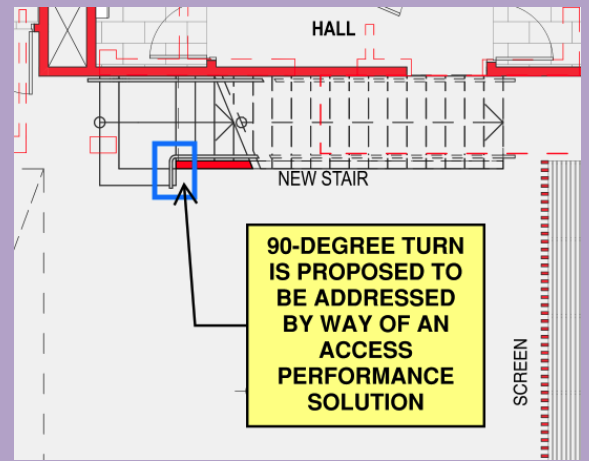 HALL
NEW STAIR
90-DEGREE TURN
IS PROPOSED TO
BE ADDRESSED
BY WAY OF AN
ACCESS
PERFORMANCE
SOLUTION
SCREEN